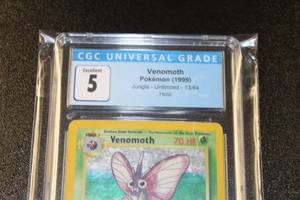 CGC UNIVERSAL GRADE
Excellent
5
Venomoth
Pokémon (1999)
Jungle - Unlimited - 13/64
Holo
Venomoth
70 HP